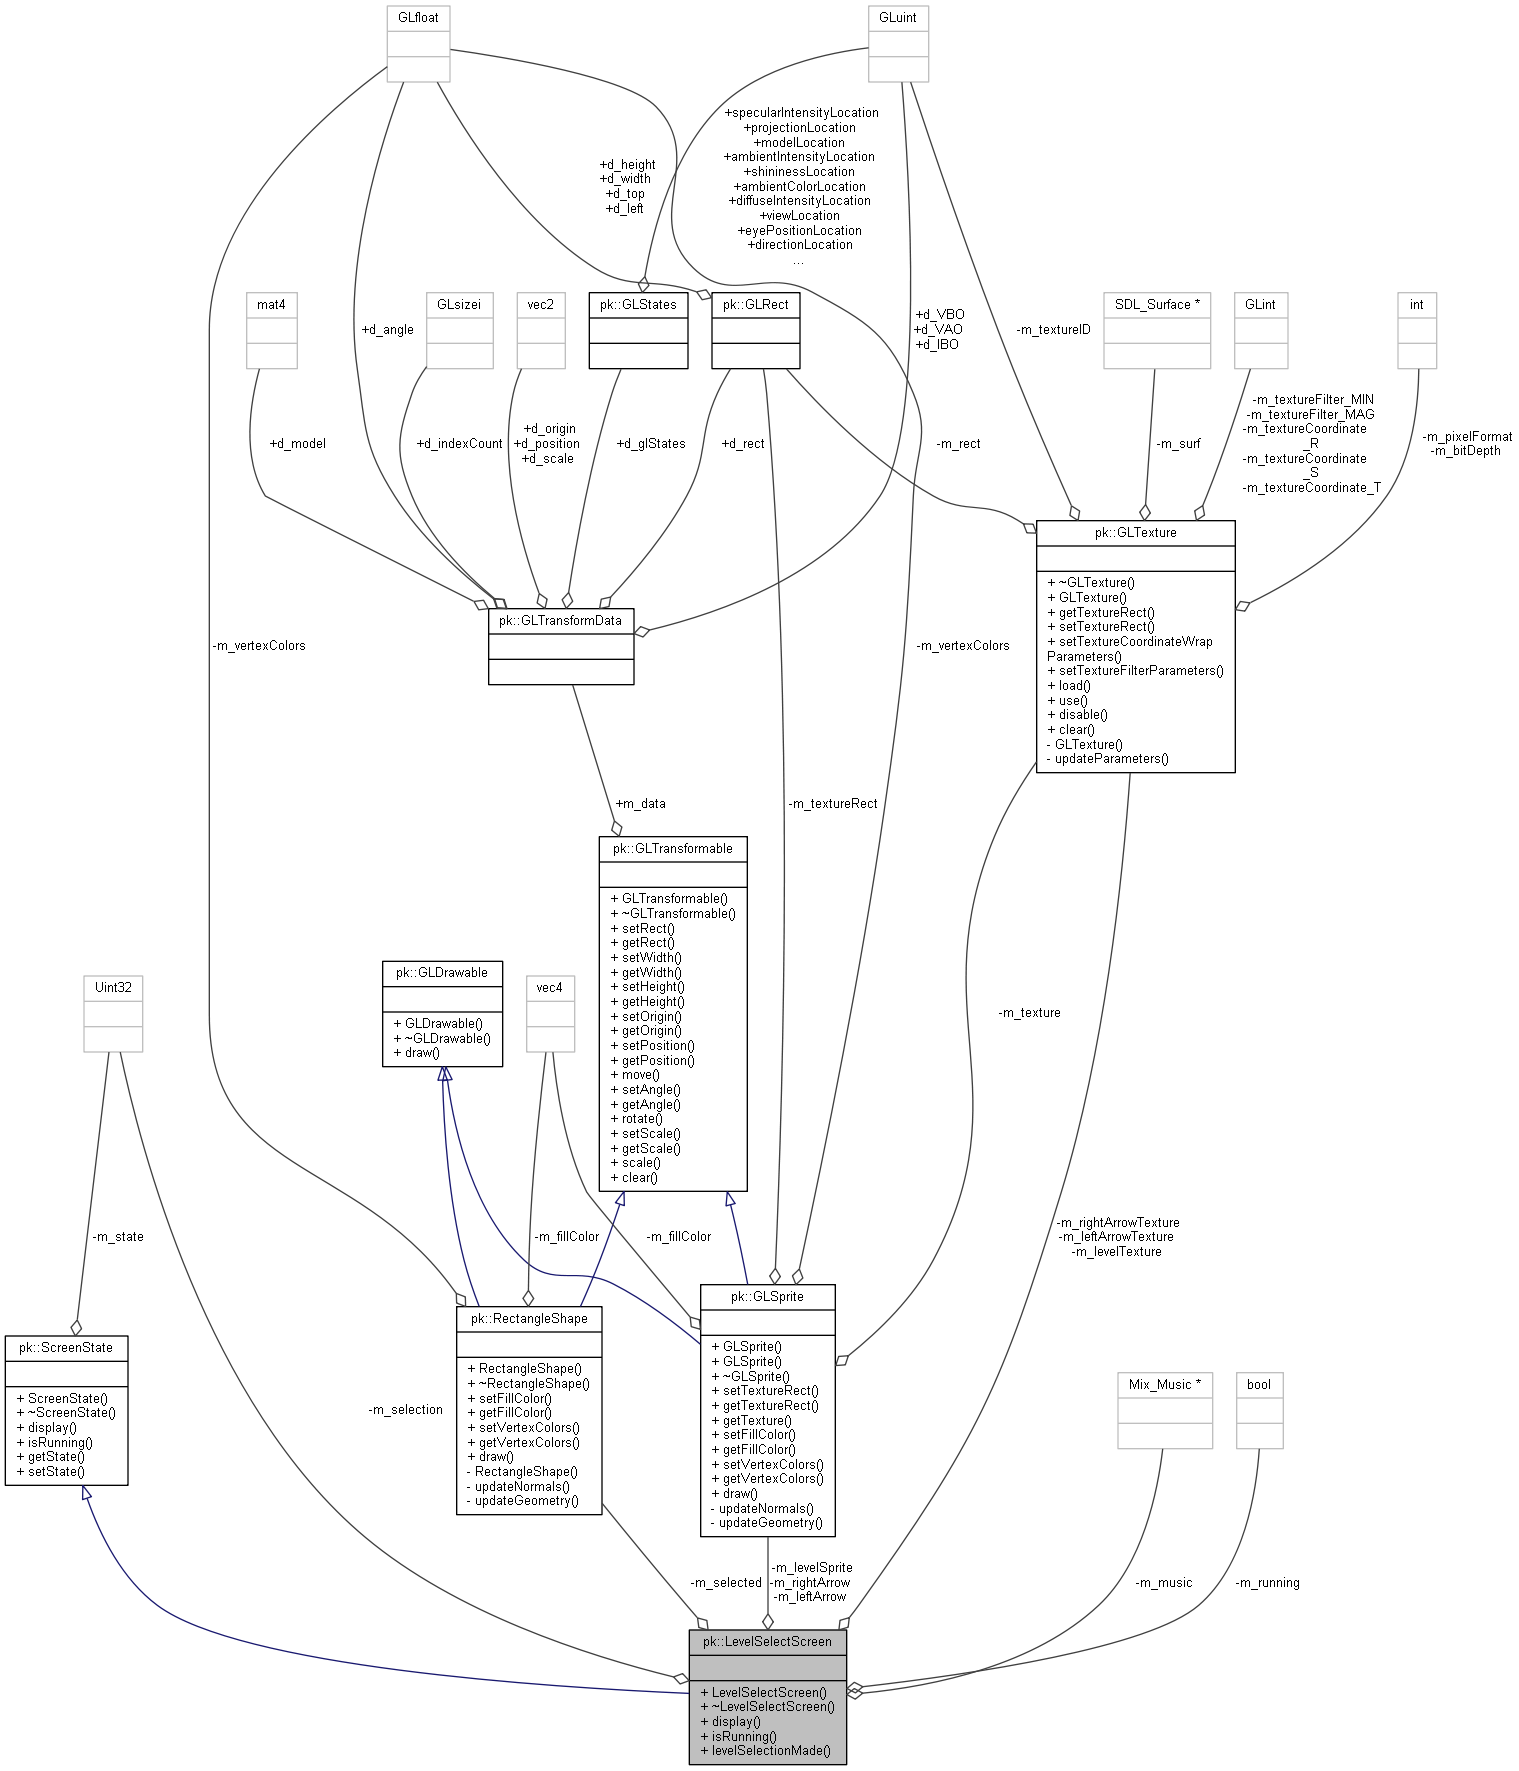 GLfloat
GLuint
+specularIntensityLocation
+projectionLocation
+modelLocation
+ambientIntensityLocation
+shininessLocation
+ambientColorLocation
+diffuseIntensityLocation
+viewLocation
+eyePositionLocation
+directionLocation
...
+d_height
+d_width
+d_top
+d_left
mat4
GLsizei
vec2
pk::GLStates
pk::GLRect
SDL_Surface *
GLint
int
+d_angle
+d_VBO
+d_VAO
+d_IBO
-m_textureID
+d_model
+d_indexCount
+d_origin
+d_position
+d_scale
+d_glStates
+d_rect
-m_rect
-m_surf
-m_textureFilter_MIN
-m_textureFilter_MAG
-m_textureCoordinate
_R
-m_textureCoordinate
_S
-m_textureCoordinate_T
-m_pixelFormat
-m_bitDepth
pk::GLTexture
+ ~GLTexture()
+ GLTexture()
+ getTextureRect()
+ setTextureRect()
+ setTextureCoordinateWrap
Parameters()
+ setTextureFilterParameters()
+ load()
+ use()
+ disable()
+ clear()
- GLTexture()
- updateParameters()
pk::GLTransformData
-m_vertexColors
-m_vertexColors
+m_data
-m_textureRect
pk::GLTransformable
+ GLTransformable()
+ ~GLTransformable()
+ setRect()
+ getRect()
+ setWidth()
+ getWidth()
+ setHeight()
+ getHeight()
+ setOrigin()
+ getOrigin()
+ setPosition()
+ getPosition()
+ move()
+ setAngle()
+ getAngle()
+ rotate()
+ setScale()
+ getScale()
+ scale()
+ clear()
Uint32
pk::GLDrawable
+ GLDrawable()
+ ~GLDrawable()
+ draw()
vec4
-m_texture
-m_state
-m_fillColor
-m_fillColor
-m_rightArrowTexture
-m_leftArrowTexture
-m_levelTexture
pk::ScreenState
+ ScreenState()
+ ~ScreenState()
+ display()
+ isRunning()
+ getState()
+ setState()
-m_selection
pk::RectangleShape
+ RectangleShape()
+ ~RectangleShape()
+ setFillColor()
+ getFillColor()
+ setVertexColors()
+ getVertexColors()
+ draw()
- RectangleShape()
- updateNormals()
- updateGeometry()
pk::GLSprite
+ GLSprite()
+ GLSprite()
+ ~GLSprite()
+ setTextureRect()
+ getTextureRect()
+ getTexture()
+ setFillColor()
+ getFillColor()
+ setVertexColors()
+ getVertexColors()
+ draw()
- updateNormals()
- updateGeometry()
Mix_Music *
bool
-m_selected
-m_levelSprite
-m_rightArrow
-m_leftArrow
-m_music
-m_running
pk::LevelSelectScreen
+ LevelSelectScreen()
+ ~LevelSelectScreen()
+ display()
+ isRunning()
+ levelSelectionMade()